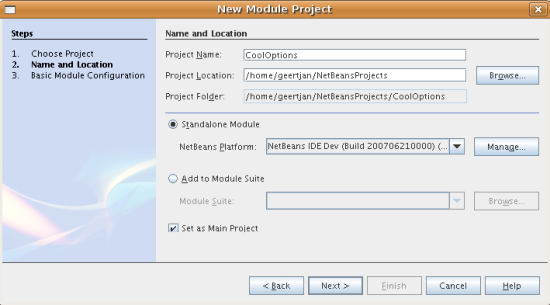 New Module Project
Steps
1. Choose Project
2. Name and Location
3. Basic Module Configuration
Name and Location
Project Name: CoolOptions
Project Location: /home/geertjan/NetBeansProjects Browse...
Project Folder: /home/geertjan/NetBeansProjects/CoolOptions
Standalone Module
NetBeans Platform: NetBeans IDE Dev (Build 200706210000) (... Manage...
Add to Module Suite
Module Suite: Browse...
Set as Main Project
< Back Next > Finish Cancel Help